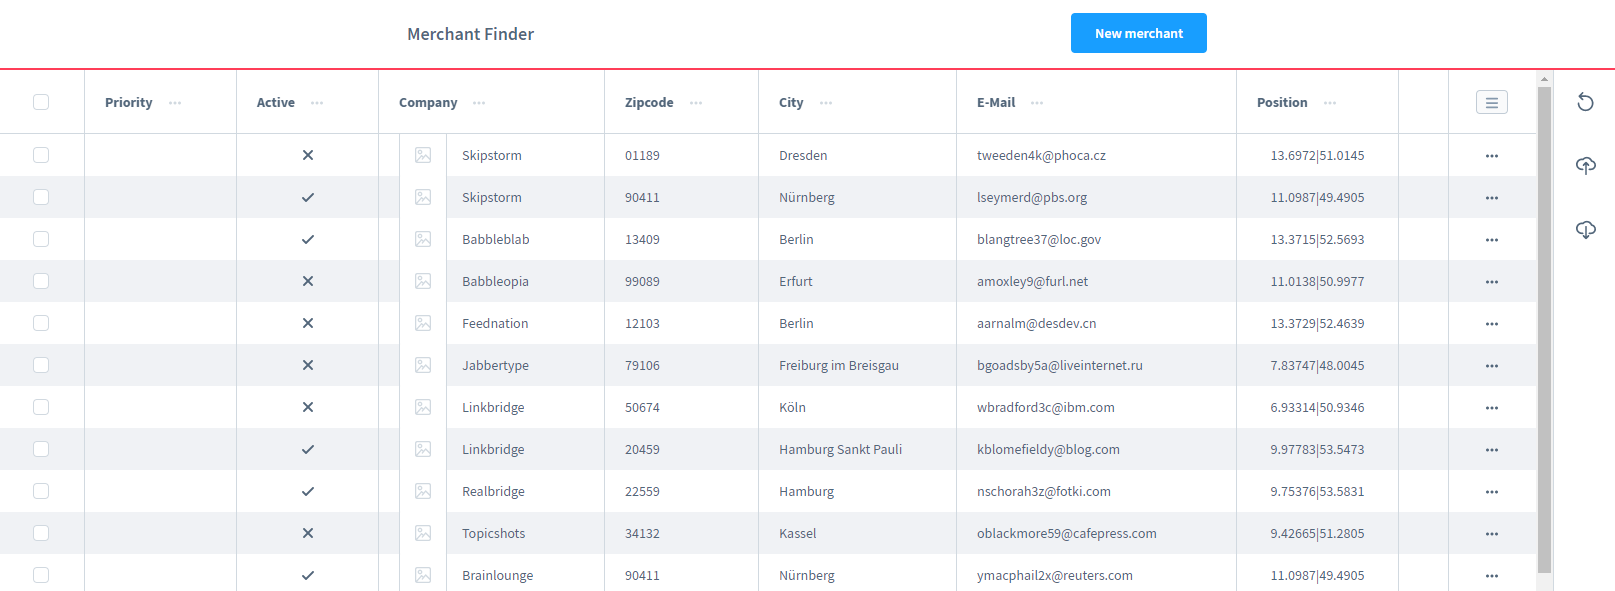 Merchant Finder New merchant
Priority Active Company Zipcode City E-Mail Position
Skipstorm 01189 Dresden tweeden4k@phoca.cz 13.6972|51.0145
Skipstorm 90411 Nürnberg lseymerd@pbs.org 11.0987|49.4905
Babbleblab 13409 Berlin blangtree37@loc.gov 13.3715|52.5693
Babbleopia 99089 Erfurt amoxley9@furl.net 11.0138|50.9977
Feednation 12103 Berlin aarnalm@desdev.cn 13.3729|52.4639
Jabbertype 79106 Freiburg im Breisgau bgoadsby5a@liveinternet.ru 7.83747|48.0045
Linkbridge 50674 Köln wbradford3c@ibm.com 6.93314|50.9346
Linkbridge 20459 Hamburg Sankt Pauli kblomefieldy@blog.com 9.97783|53.5473
Realbridge 22559 Hamburg nschorah3z@fotki.com 9.75376|53.5831
Topicshots 34132 Kassel oblackmore59@cafepress.com 9.42665|51.2805
Brainlounge 90411 Nürnberg ymacphail2x@reuters.com 11.0987|49.4905